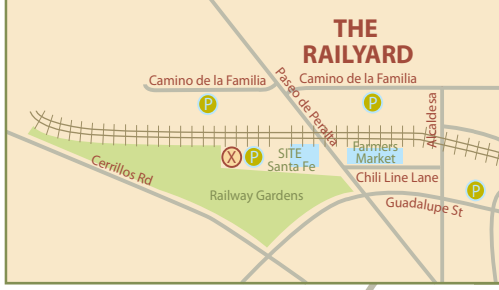 THE
RAILYARD
Camino de la Familia
Camino de la Familia
P
P
Paseo de Peralta
Alcaldesa
X
P
SITE
Santa Fe
Farmers
Market
Chili Line Lane
Cerrillos Rd
Railway Gardens
P
Guadalupe St